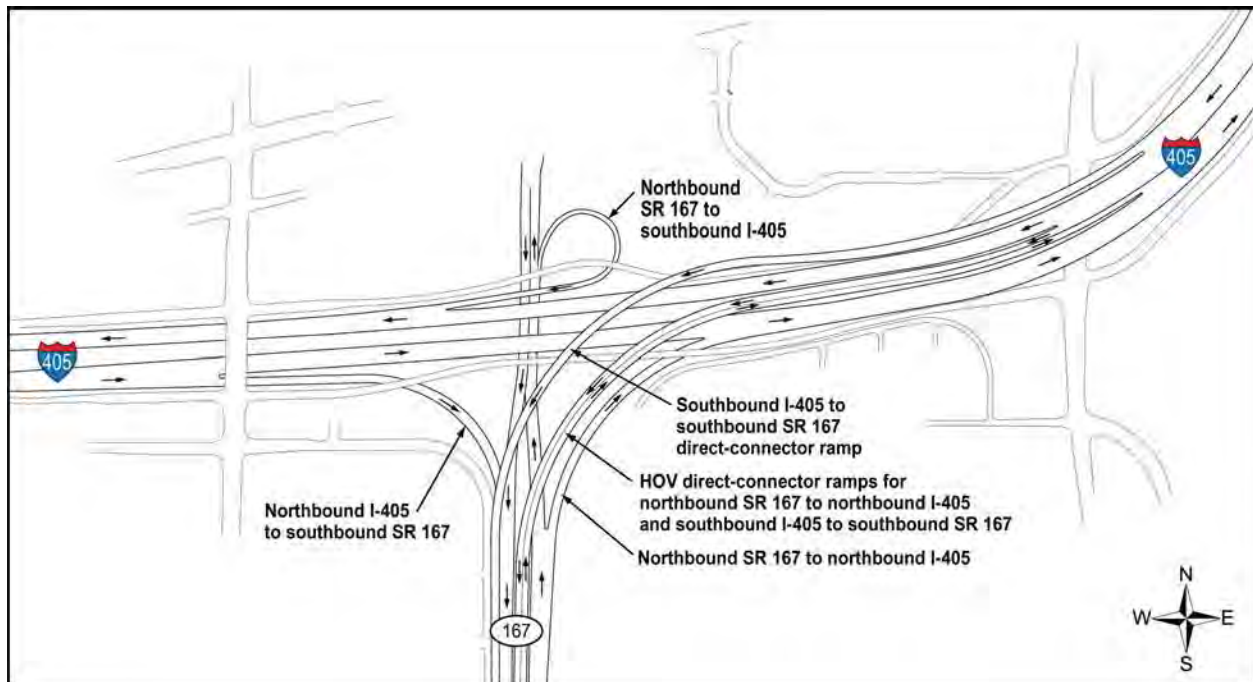 405
Northbound
SR 167 to
southbound I-405
405
Southbound I-405 to
southbound SR 167
direct-connector ramp
HOV direct-connector ramps for
northbound SR 167 to northbound I-405
and southbound I-405 to southbound SR 167
Northbound I-405
to southbound SR 167
Northbound SR 167 to northbound I-405
167
N
W
E
S